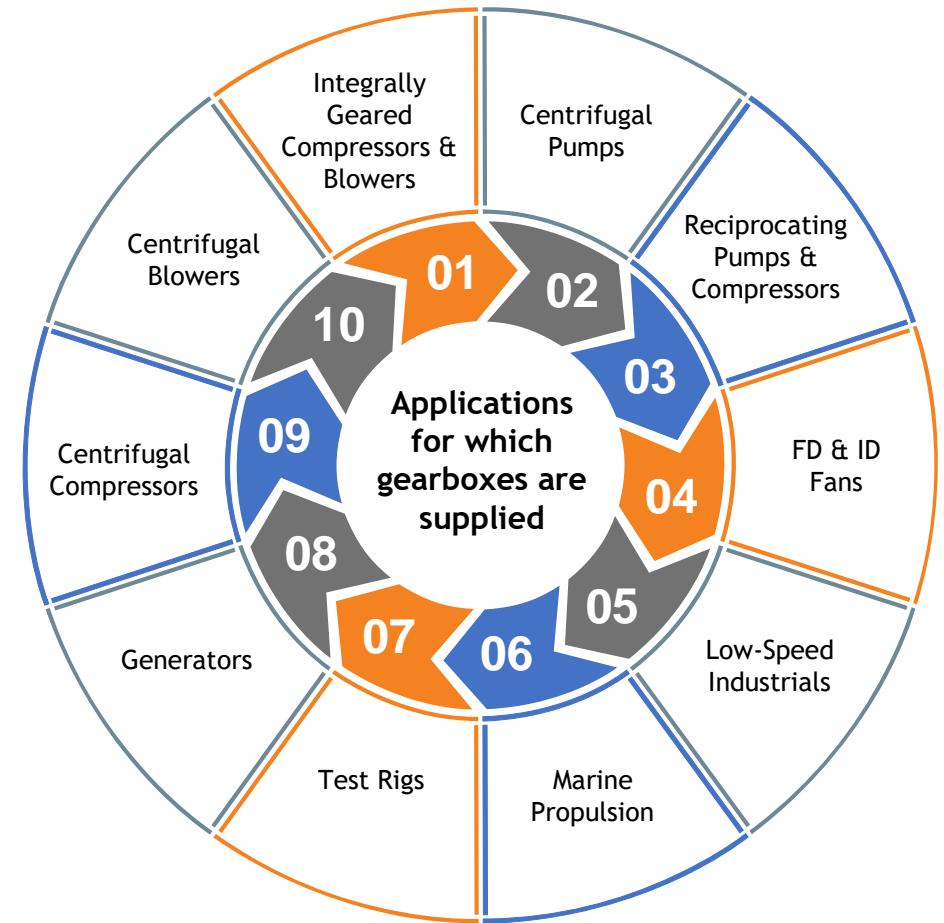 Applications
for which
gearboxes are
supplied
01
Integrally
Geared
Compressors &
Blowers
02
Centrifugal
Pumps
03
Reciprocating
Pumps &
Compressors
04
FD & ID
Fans
05
Low-Speed
Industrials
06
Marine
Propulsion
07
Test Rigs
08
Generators
09
Centrifugal
Compressors
10
Centrifugal
Blowers